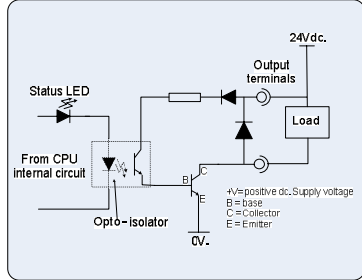 24Vdc.
Output
terminals
Status LED
Load
From CPU
internal circuit
C
B
E
+V=positive dc. Supply voltage
B = base
C = Collector
E = Emitter
Opto-isolator
0V.